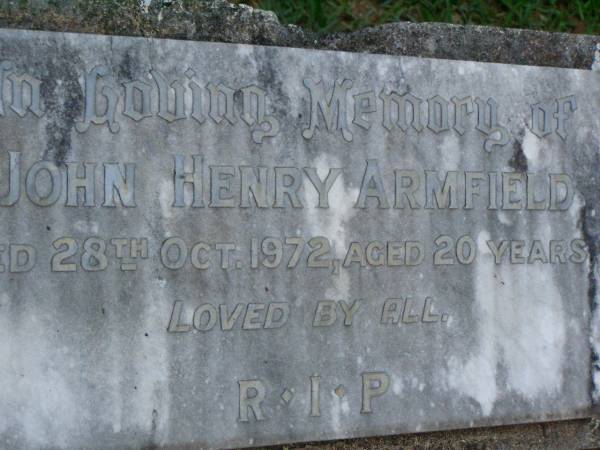 In Loving Memory of
JOHN HENRY ARMFIELD
ED 28TH OCT. 1972, AGED 20 YEARS
LOVED BY ALL.
R·I·P